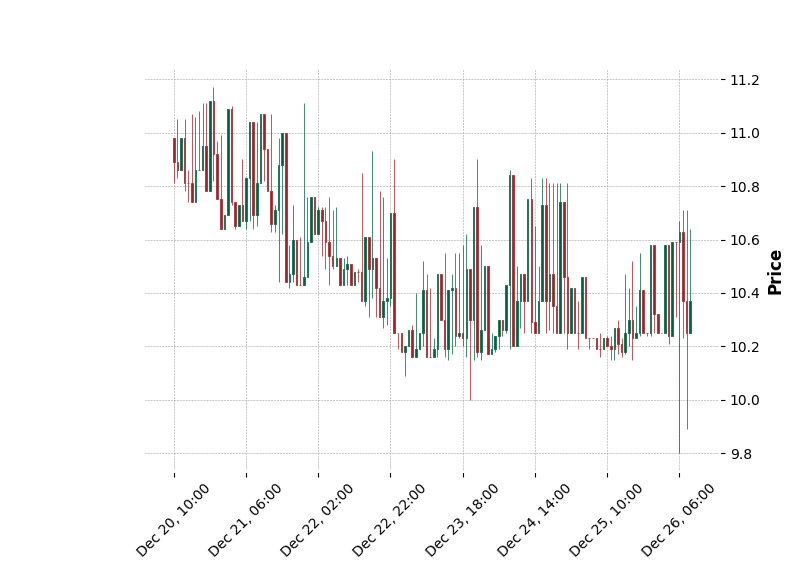 11.2
11.0
10.8
10.6
10.4
10.2
10.0
9.8
Price
Dec 20, 10:00
Dec 21, 06:00
Dec 22, 02:00
Dec 22, 22:00
Dec 23, 18:00
Dec 24, 14:00
Dec 25, 10:00
Dec 26, 06:00